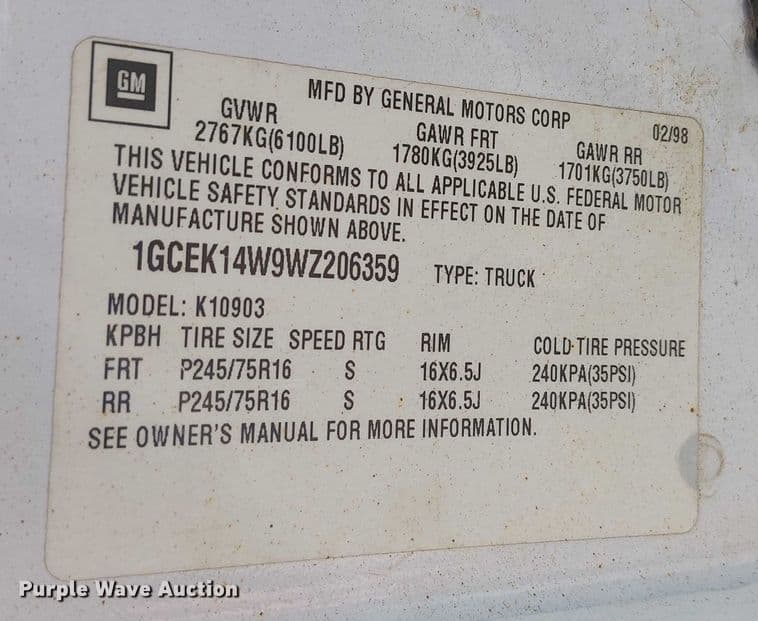 GM
MFD BY GENERAL MOTORS CORP 02/98
GVWR GAWR FRT GAWR RR
2767KG(6100LB) 1780KG(3925LB) 1701KG(3750LB)
THIS VEHICLE CONFORMS TO ALL APPLICABLE U.S. FEDERAL MOTOR
VEHICLE SAFETY STANDARDS IN EFFECT ON THE DATE OF
MANUFACTURE SHOWN ABOVE.
1GCEK14W9WZ206359 TYPE: TRUCK
MODEL: K10903
KPBH TIRE SIZE SPEED RTG RIM COLD TIRE PRESSURE
FRT P245/75R16 S 16X6.5J 240KPA(35PSI)
RR P245/75R16 S 16X6.5J 240KPA(35PSI)
SEE OWNER'S MANUAL FOR MORE INFORMATION.
Purple Wave Auction